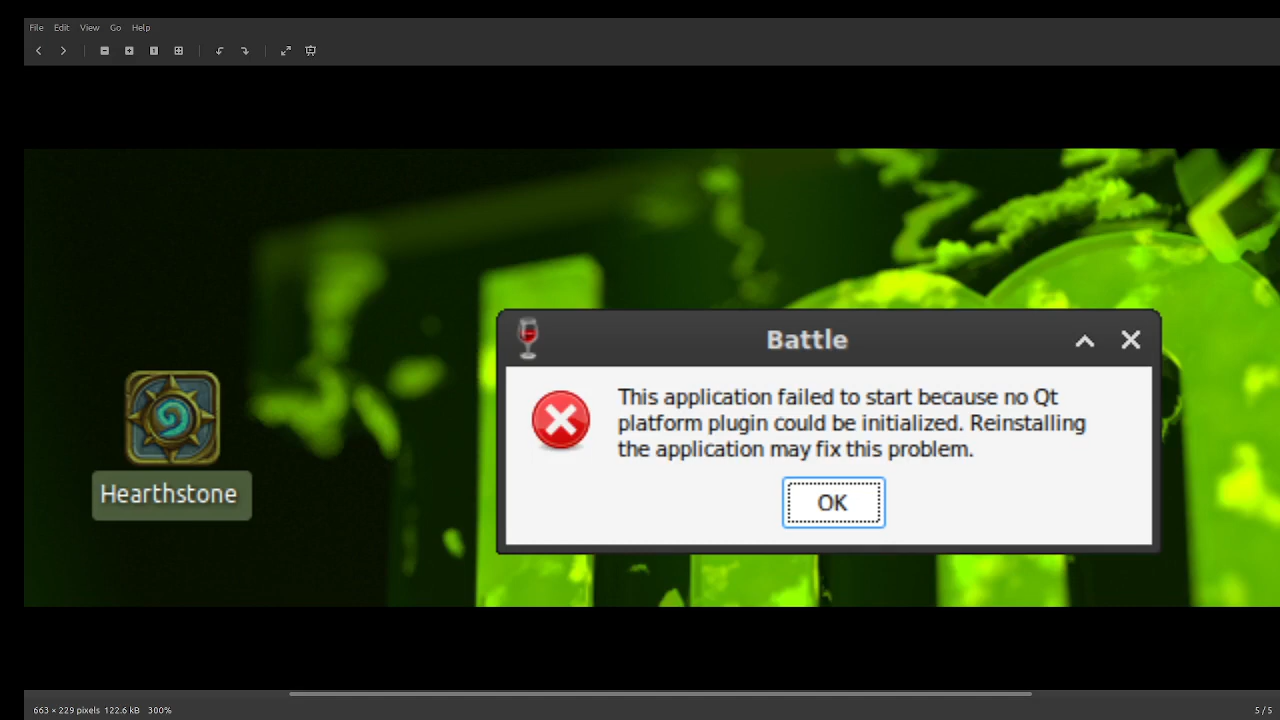 File Edit View Go Help
Battle
This application failed to start because no Qt
platform plugin could be initialized. Reinstalling
the application may fix this problem.
OK
Hearthstone
663 × 229 pixels 122.6 kB 300%
5 / 5